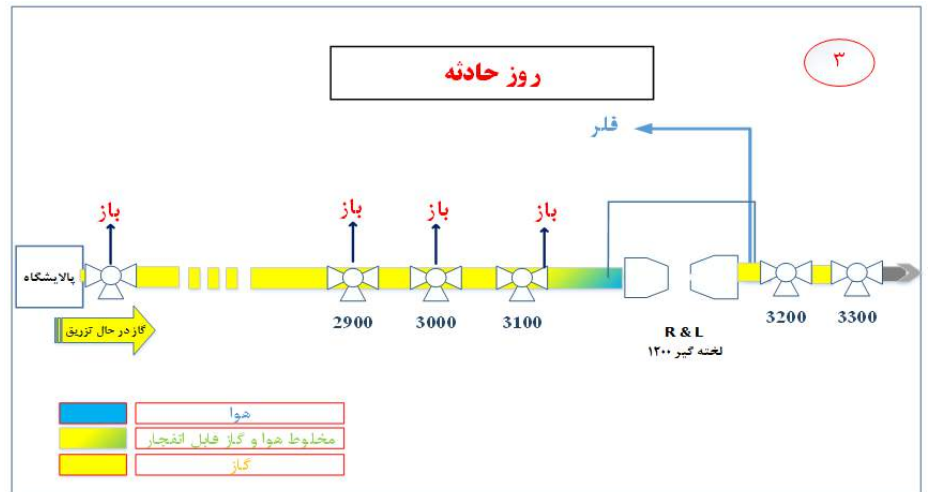 ۳
روز حادثه
فلر
باز
باز
باز
باز
پالایشگاه
2900
3000
3100
3200
3300
R & L
لخته گیر ۱۲۰۰
گاز در حال تزریق
هوا
مخلوط هوا و گاز قابل انفجار
گاز